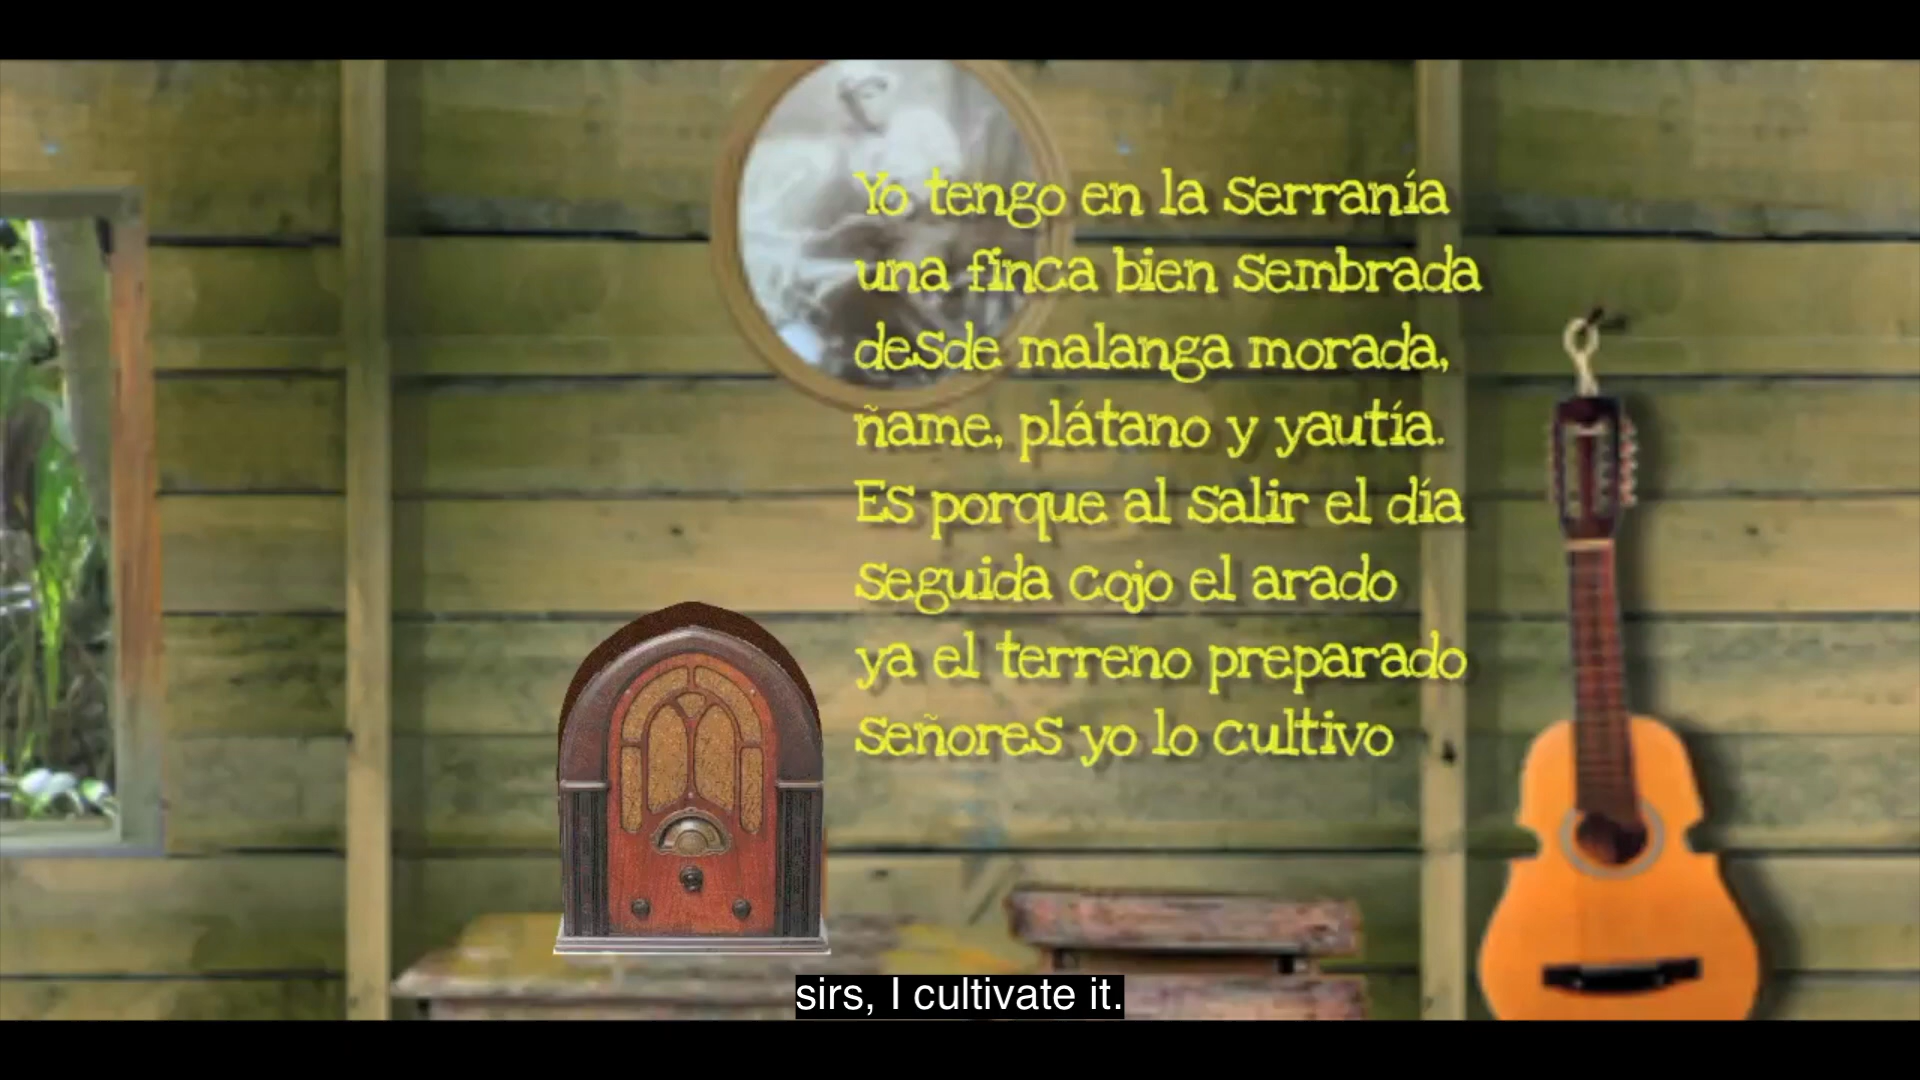 Yo tengo en la serranía
una finca bien sembrada
desde malanga morada,
ñame, plátano y yautía.
Es porque al salir el día
seguida cojo el arado
ya el terreno preparado
señores yo lo cultivo
sirs, I cultivate it.